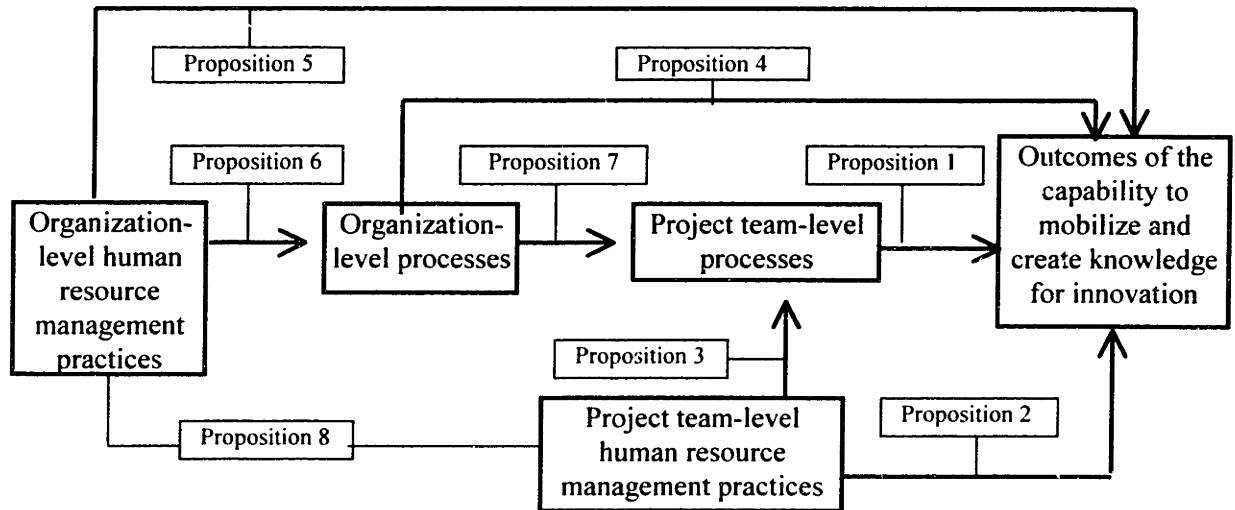 Proposition 5
Proposition 4
Proposition 6
Proposition 7
Proposition 1
Organization-
level human
resource
management
practices
Organization-
level processes
Project team-level
processes
Outcomes of the
capability to
mobilize and
create knowledge
for innovation
Proposition 3
Proposition 8
Project team-level
human resource
management practices
Proposition 2